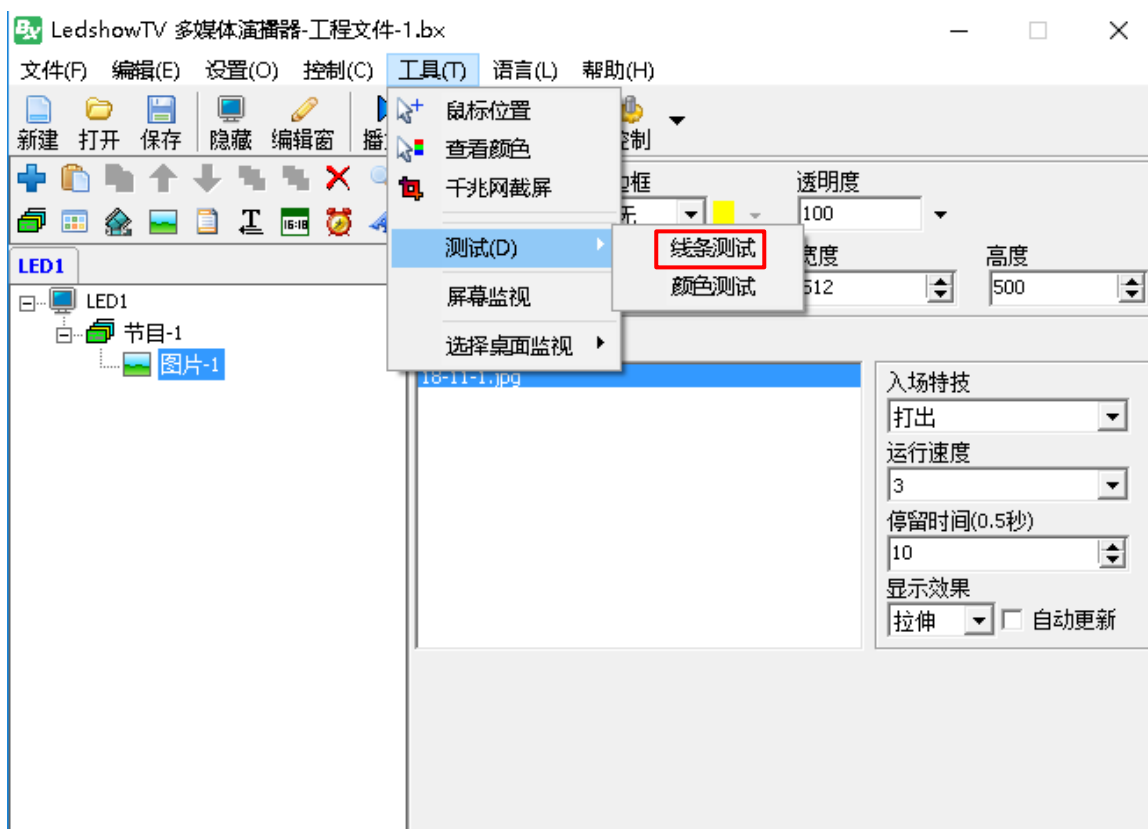 LedshowTV 多媒体演播器-工程文件-1.bx
文件(F) 编辑(E) 设置(O) 控制(C) 工具(T) 语言(L) 帮助(H)
新建 打开 保存 隐藏 编辑窗 播
鼠标位置
查看颜色
千兆网截屏
测试(D)
屏幕监视
选择桌面监视
线条测试
颜色测试
透明度
100
高度
512
500
16:18
LED1
LED1
节目-1
图片-1
18-11-1.jpg
入场特技
打出
运行速度
3
停留时间(0.5秒)
10
显示效果
拉伸 自动更新